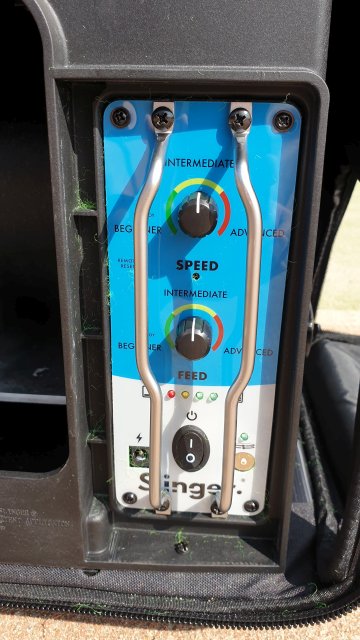 INTERMEDIATE
BEGINNER
ADVANCED
SPEED
INTERMEDIATE
BEGINNER
ADVANCED
FEED
I
O
Slinger